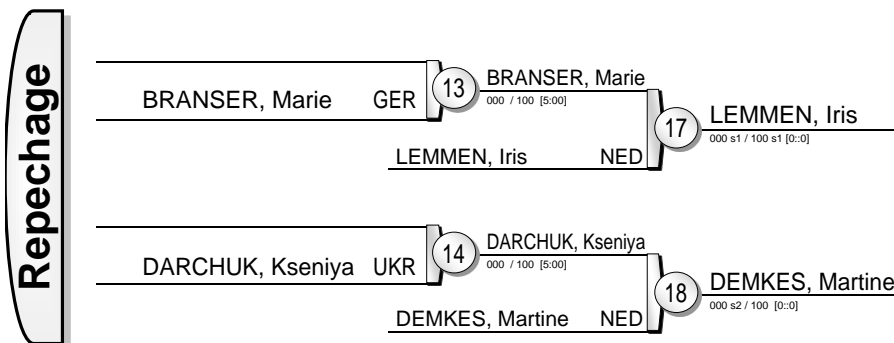 Repechage
BRANSER, Marie GER
13
BRANSER, Marie
000 / 100 [5:00]
LEMMEN, Iris NED
17
LEMMEN, Iris
000 s1 / 100 s1 [0::0]
DARCHUK, Kseniya UKR
14
DARCHUK, Kseniya
000 / 100 [5:00]
DEMKES, Martine NED
18
DEMKES, Martine
000 s2 / 100 [0::0]